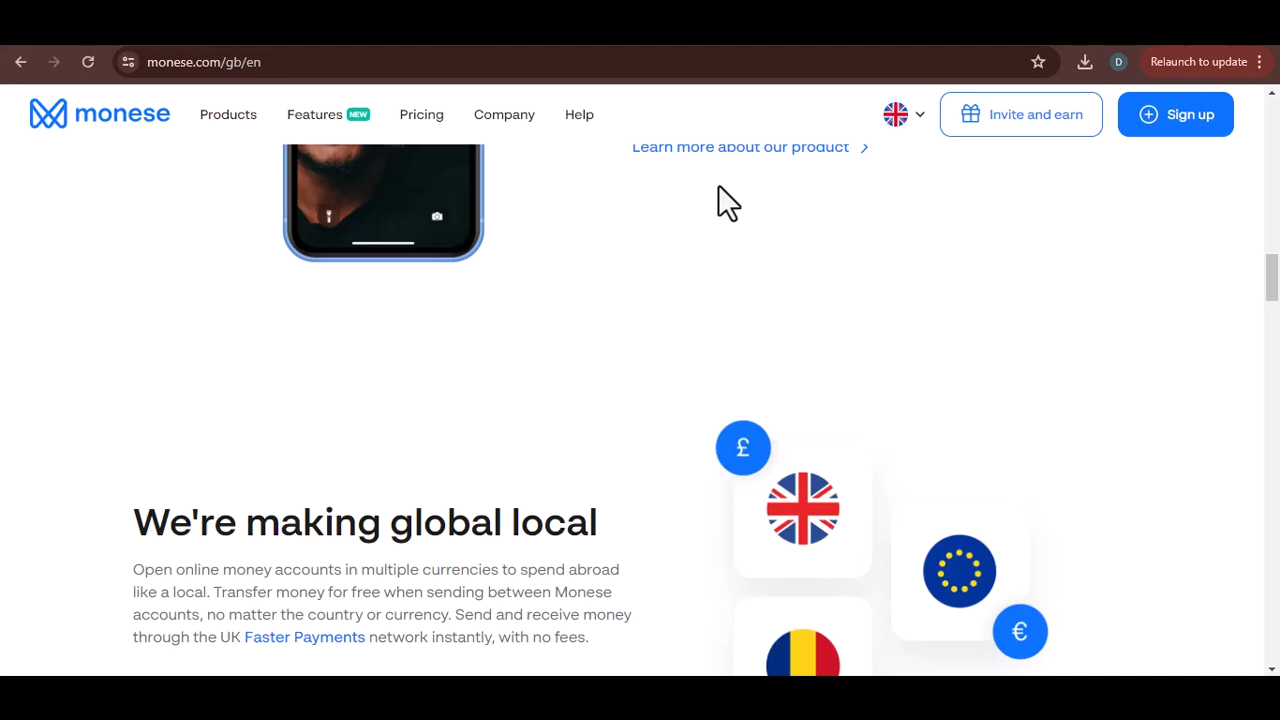 monese.com/gb/en
D
Relaunch to update
monese
Products
Features NEW
Pricing
Company
Help
Invite and earn
Sign up
Learn more about our product
£
We're making global local
Open online money accounts in multiple currencies to spend abroad
like a local. Transfer money for free when sending between Monese
accounts, no matter the country or currency. Send and receive money
through the UK Faster Payments network instantly, with no fees.
€